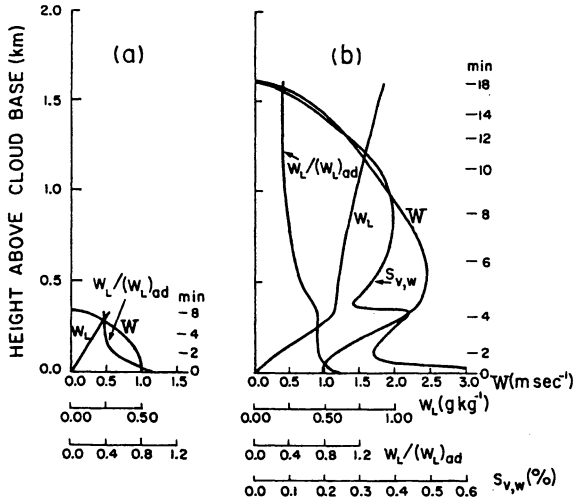 HEIGHT ABOVE CLOUD BASE (km)
2.0
1.5
1.0
0.5
0.0
(a)
W_L/(W_L)_ad
W_L
W
min
–8
–4
–2
0
0.0 0.5 1.0 1.5
0.00 0.50
0.0 0.4 0.8 1.2
(b)
W_L/(W_L)_ad
W_L
W
S_v,w
min
–18
–14
–12
–10
–8
–6
–4
–2
0
0.0 0.5 1.0 1.5 2.0 2.5 3.0 W(m sec⁻¹)
0.00 0.50 1.00 W_L(g kg⁻¹)
0.0 0.4 0.8 1.2 W_L/(W_L)_ad
0.0 0.1 0.2 0.3 0.4 0.5 0.6 S_v,w(%)